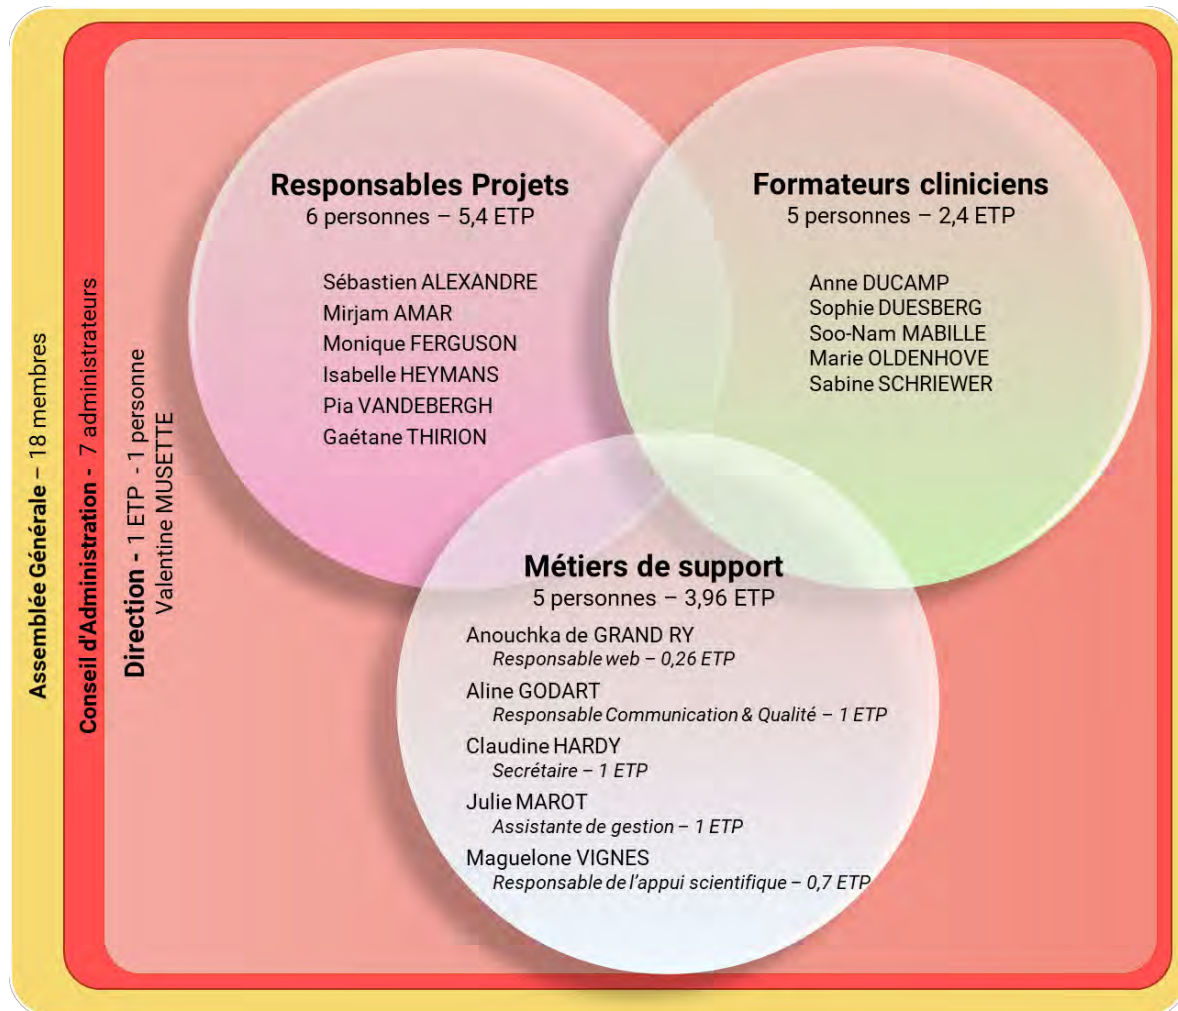 Assemblée Générale – 18 membres
Conseil d'Administration - 7 administrateurs
Direction - 1 ETP - 1 personne
Valentine MUSETTE
Responsables Projets
6 personnes – 5,4 ETP
Sébastien ALEXANDRE
Mirjam AMAR
Monique FERGUSON
Isabelle HEYMANS
Pia VANDEBERGH
Gaétane THIRION
Formateurs cliniciens
5 personnes – 2,4 ETP
Anne DUCAMP
Sophie DUESBERG
Soo-Nam MABILLE
Marie OLDENHOVE
Sabine SCHRIEWER
Métiers de support
5 personnes – 3,96 ETP
Anouchka de GRAND RY
Responsable web – 0,26 ETP
Aline GODART
Responsable Communication & Qualité – 1 ETP
Claudine HARDY
Secrétaire – 1 ETP
Julie MAROT
Assistante de gestion – 1 ETP
Maguelone VIGNES
Responsable de l'appui scientifique – 0,7 ETP